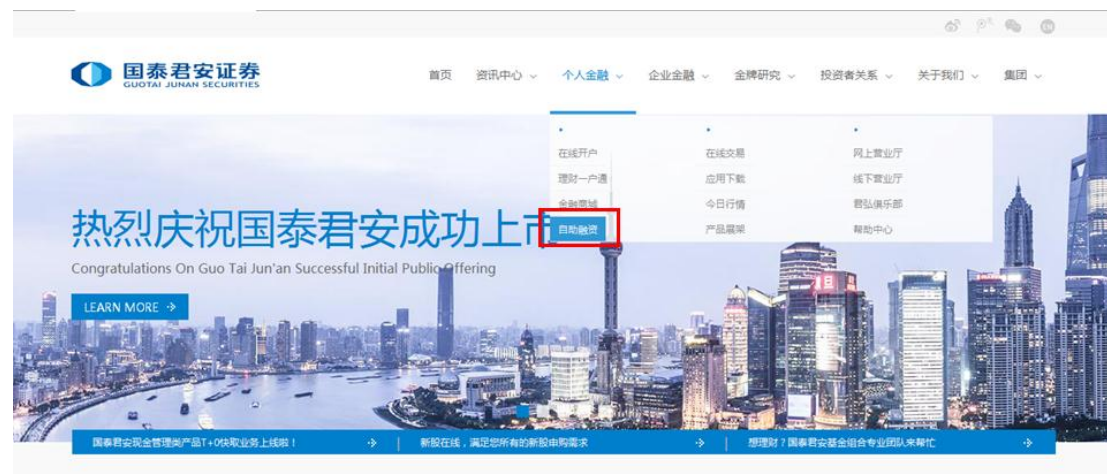 国泰君安证券
GUOTAI JUNAN SECURITIES
首页 资讯中心 个人金融 企业金融 金牌研究 投资者关系 关于我们 集团
在线开户 在线交易 网上营业厅
理财一户通 应用下载 线下营业厅
金融商城 今日行情 君弘俱乐部
自助融资 产品展架 帮助中心
热烈庆祝国泰君安成功上市
Congratulations On Guo Tai Jun'an Successful Initial Public Offering
LEARN MORE
国泰君安现金管理类产品T+0快取业务上线啦！
新股在线，满足您所有的新股申购需求
想理财？国泰君安基金组合专业团队来帮忙